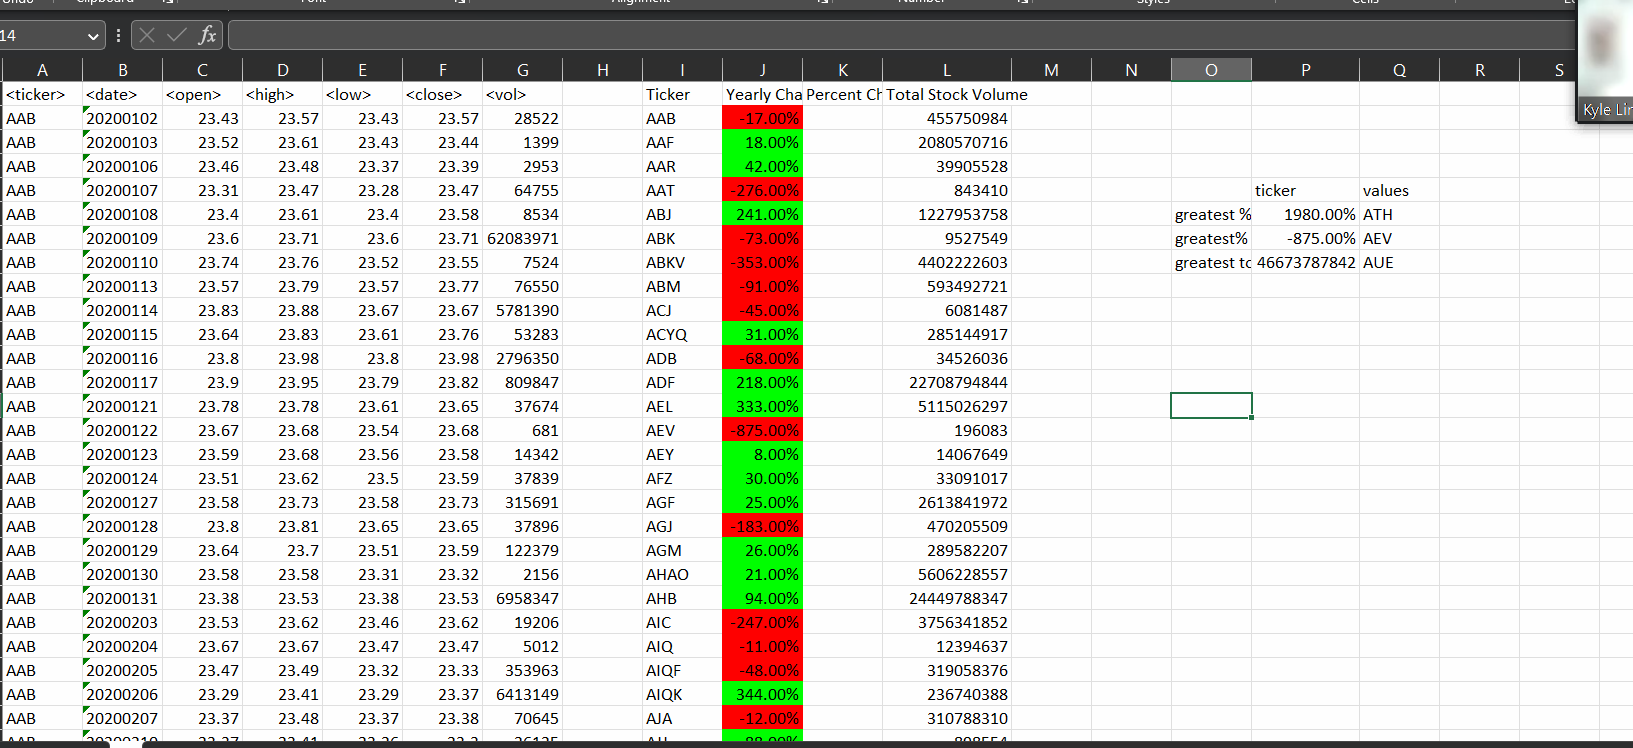 Undo Clipboard Font Alignment Number Styles Cells
14 fx
A B C D E F G H I J K L M N O P Q R S
Kyle Lin
<ticker> <date> <open> <high> <low> <close> <vol> Ticker Yearly Cha Percent Ch Total Stock Volume
AAB 20200102 23.43 23.57 23.43 23.57 28522 AAB -17.00% 455750984
AAB 20200103 23.52 23.61 23.43 23.44 1399 AAF 18.00% 2080570716
AAB 20200106 23.46 23.48 23.37 23.39 2953 AAR 42.00% 39905528
AAB 20200107 23.31 23.47 23.28 23.47 64755 AAT -276.00% 843410 ticker values
AAB 20200108 23.4 23.61 23.4 23.58 8534 ABJ 241.00% 1227953758 greatest % 1980.00% ATH
AAB 20200109 23.6 23.71 23.6 23.71 62083971 ABK -73.00% 9527549 greatest% -875.00% AEV
AAB 20200110 23.74 23.76 23.52 23.55 7524 ABKV -353.00% 4402222603 greatest to 46673787842 AUE
AAB 20200113 23.57 23.79 23.57 23.77 76550 ABM -91.00% 593492721
AAB 20200114 23.83 23.88 23.67 23.67 5781390 ACJ -45.00% 6081487
AAB 20200115 23.64 23.83 23.61 23.76 53283 ACYQ 31.00% 285144917
AAB 20200116 23.8 23.98 23.8 23.98 2796350 ADB -68.00% 34526036
AAB 20200117 23.9 23.95 23.79 23.82 809847 ADF 218.00% 22708794844
AAB 20200121 23.78 23.78 23.61 23.65 37674 AEL 333.00% 5115026297
AAB 20200122 23.67 23.68 23.54 23.68 681 AEV -875.00% 196083
AAB 20200123 23.59 23.68 23.56 23.58 14342 AEY 8.00% 14067649
AAB 20200124 23.51 23.62 23.5 23.59 37839 AFZ 30.00% 33091017
AAB 20200127 23.58 23.73 23.58 23.73 315691 AGF 25.00% 2613841972
AAB 20200128 23.8 23.81 23.65 23.65 37896 AGJ -183.00% 470205509
AAB 20200129 23.64 23.7 23.51 23.59 122379 AGM 26.00% 289582207
AAB 20200130 23.58 23.58 23.31 23.32 2156 AHAO 21.00% 5606228557
AAB 20200131 23.38 23.53 23.38 23.53 6958347 AHB 94.00% 24449788347
AAB 20200203 23.53 23.62 23.46 23.62 19206 AIC -247.00% 3756341852
AAB 20200204 23.67 23.67 23.47 23.47 5012 AIQ -11.00% 12394637
AAB 20200205 23.47 23.49 23.32 23.33 353963 AIQF -48.00% 319058376
AAB 20200206 23.29 23.41 23.29 23.37 6413149 AIQK 344.00% 236740388
AAB 20200207 23.37 23.48 23.37 23.38 70645 AJA -12.00% 310788310